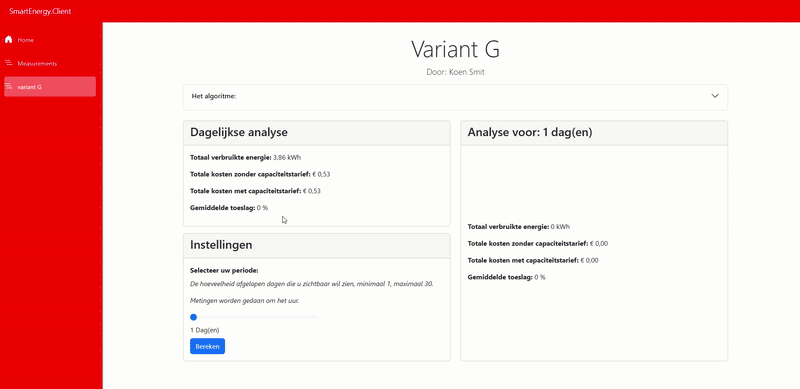 SmartEnergy.Client
Home
Measurements
variant G
Variant G
Door: Koen Smit
Het algoritme:
Dagelijkse analyse
Totaal verbruikte energie: 3,86 kWh
Totale kosten zonder capaciteitstarief: € 0,53
Totale kosten met capaciteitstarief: € 0,53
Gemiddelde toeslag: 0 %
Instellingen
Selecteer uw periode:
De hoeveelheid afgelopen dagen die u zichtbaar wil zien, minimaal 1, maximaal 30.
Metingen worden gedaan om het uur.
1 Dag(en)
Bereken
Analyse voor: 1 dag(en)
Totaal verbruikte energie: 0 kWh
Totale kosten zonder capaciteitstarief: € 0,00
Totale kosten met capaciteitstarief: € 0,00
Gemiddelde toeslag: 0 %